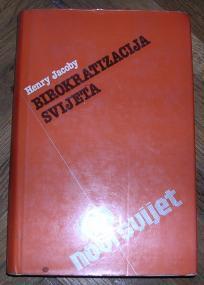 Henry Jacoby
BIROKRATIZACIJA
SVIJETA
novi svijet